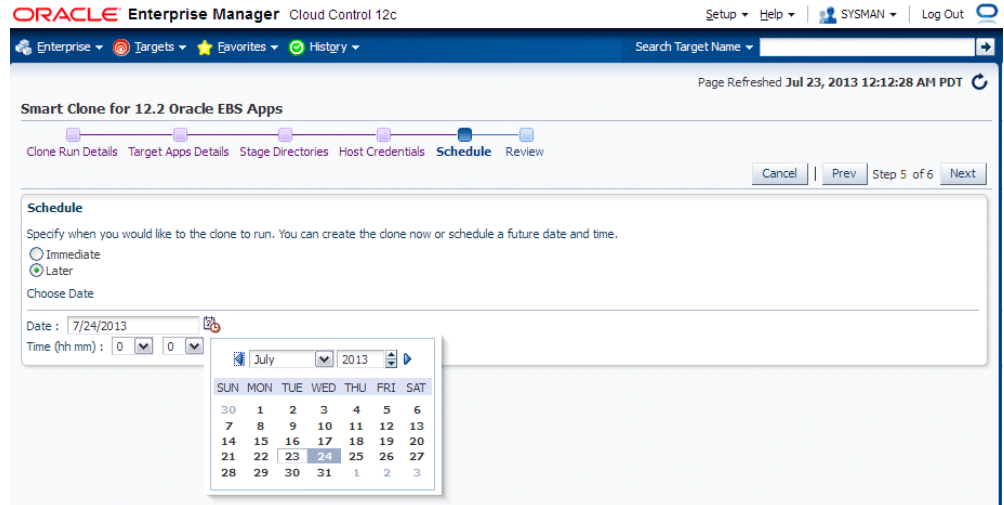 ORACLE Enterprise Manager Cloud Control 12c
Setup Help SYSMAN Log Out
Enterprise Targets Favorites History Search Target Name
Page Refreshed Jul 23, 2013 12:12:28 AM PDT
Smart Clone for 12.2 Oracle EBS Apps
Clone Run Details Target Apps Details Stage Directories Host Credentials Schedule Review
Cancel | Prev Step 5 of 6 Next
Schedule
Specify when you would like to the clone to run. You can create the clone now or schedule a future date and time.
Immediate
Later
Choose Date
Date : 7/24/2013
Time (hh mm) : 0 0
July 2013
SUN MON TUE WED THU FRI SAT
30 1 2 3 4 5 6
7 8 9 10 11 12 13
14 15 16 17 18 19 20
21 22 23 24 25 26 27
28 29 30 31 1 2 3